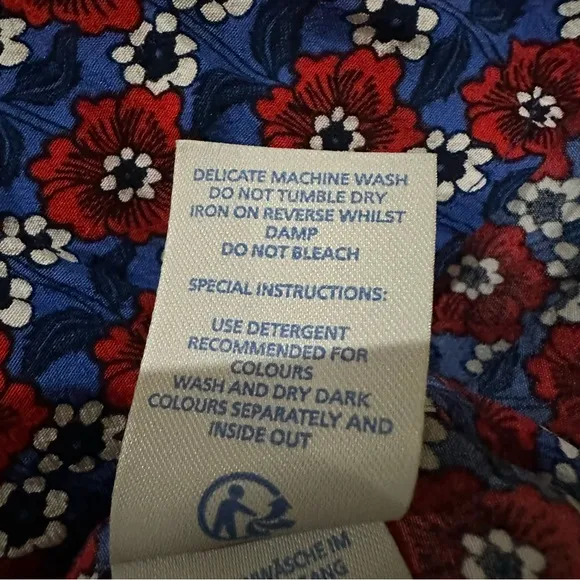 DELICATE MACHINE WASH
DO NOT TUMBLE DRY
IRON ON REVERSE WHILST
DAMP
DO NOT BLEACH
SPECIAL INSTRUCTIONS:
USE DETERGENT
RECOMMENDED FOR
COLOURS
WASH AND DRY DARK
COLOURS SEPARATELY AND
INSIDE OUT
IM